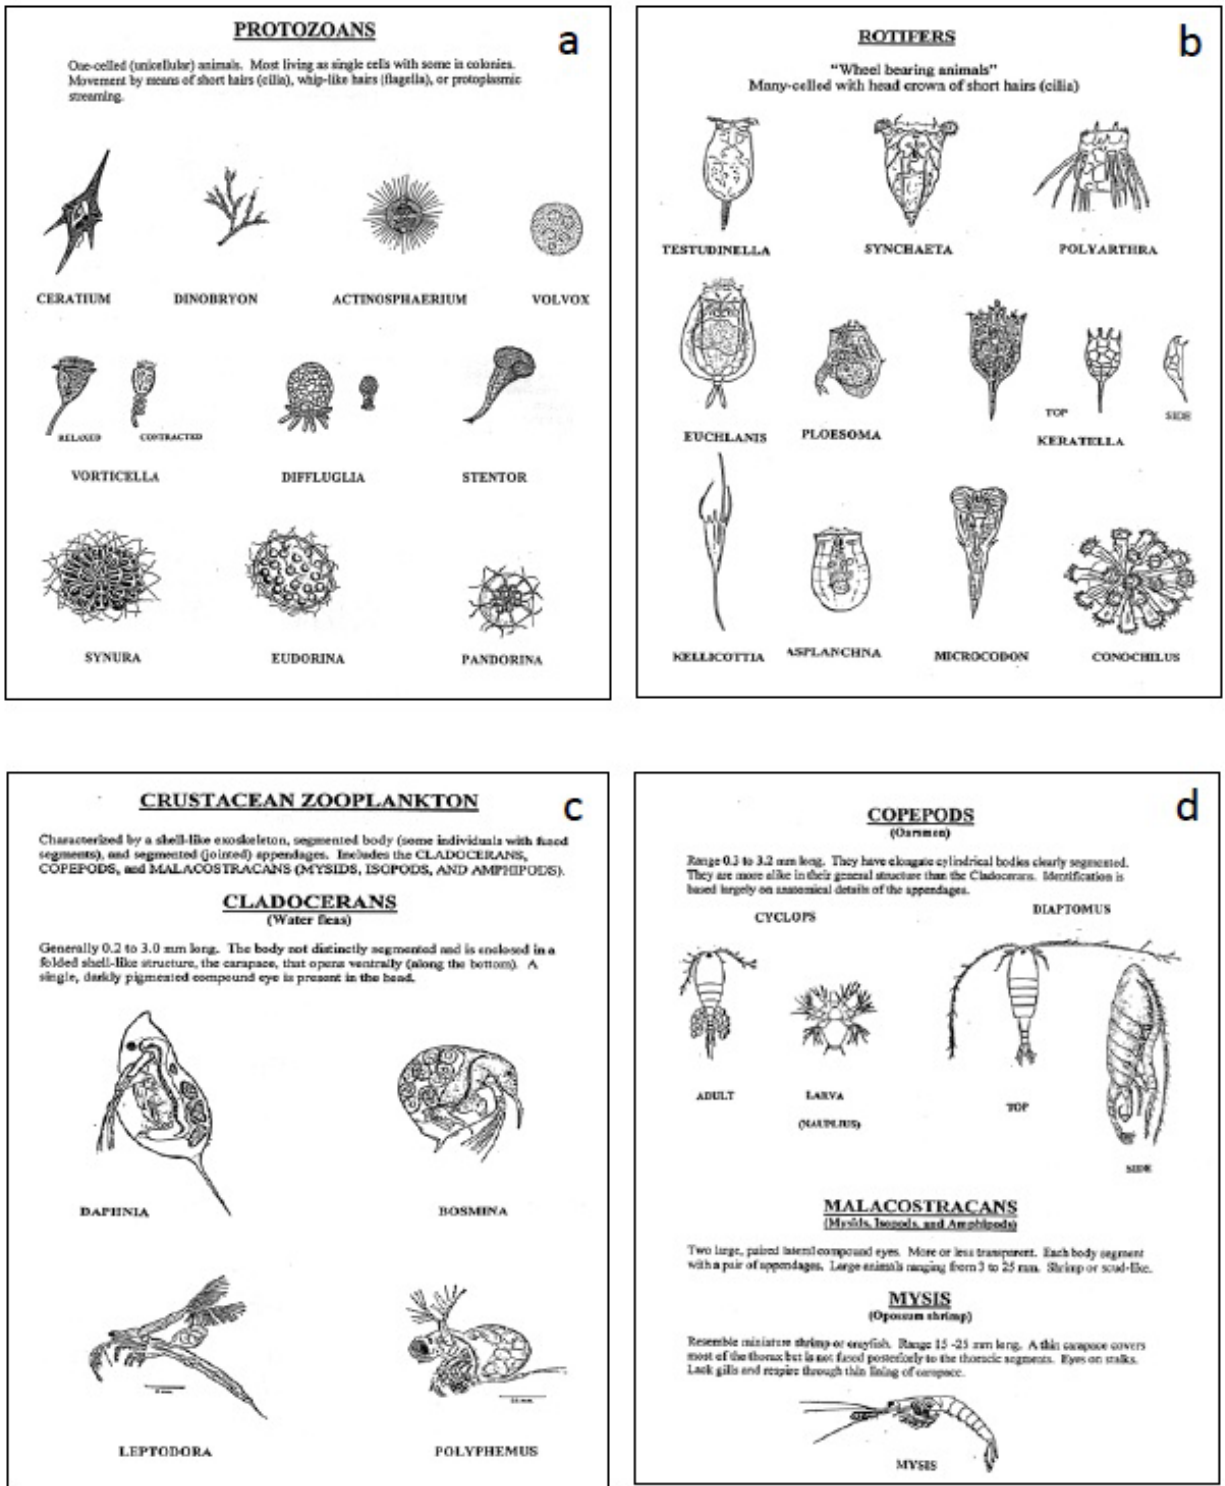 PROTOZOANS
a
One-celled (unicellular) animals. Most living as single cells with some in colonies.
Movement by means of short hairs (cilia), whip-like hairs (flagella), or protoplasmic
streaming.
CERATIUM DINOBRYON ACTINOSPHAERIUM VOLVOX
RELAXED CONTRACTED
VORTICELLA DIFFLUGLIA STENTOR
SYNURA EUDORINA PANDORINA
ROTIFERS
b
"Wheel bearing animals"
Many-celled with head crown of short hairs (cilia)
TESTUDINELLA SYNCHAETA POLYARTHRA
TOP SIDE
EUCHLANIS PLOESOMA KERATELLA
KELLICOTTIA ASPLANCHNA MICROCODON CONOCHILUS
CRUSTACEAN ZOOPLANKTON
c
Characterized by a shell-like exoskeleton, segmented body (some individuals with fused
segments), and segmented (jointed) appendages. Includes the CLADOCERANS,
COPEPODS, and MALACOSTRACANS (MYSIDS, ISOPODS, AND AMPHIPODS).
CLADOCERANS
(Water fleas)
Generally 0.2 to 3.0 mm long. The body not distinctly segmented and is enclosed in a
folded shell-like structure, the carapace, that opens ventrally (along the bottom). A
single, darkly pigmented compound eye is present in the head.
DAPHNIA BOSMINA
LEPTODORA POLYPHEMUS
COPEPODS
d
(Oarsmen)
Range 0.3 to 3.2 mm long. They have elongate cylindrical bodies clearly segmented.
They are more alike in their general structure than the Cladocerans. Identification is
based largely on anatomical details of the appendages.
CYCLOPS DIAPTOMUS
ADULT LARVA TOP
(NAUPLIUS)
SIDE
MALACOSTRACANS
(Mysids, Isopods, and Amphipods)
Two large, paired lateral compound eyes. More or less transparent. Each body segment
with a pair of appendages. Large animals ranging from 3 to 25 mm. Shrimp or scud-like.
MYSIS
(Opossum shrimp)
Resemble miniature shrimp or crayfish. Range 15 -25 mm long. A thin carapace covers
most of the thorax but is not fused posteriorly to the thoracic segments. Eyes on stalks.
Lack gills and respire through thin lining of carapace.
MYSIS